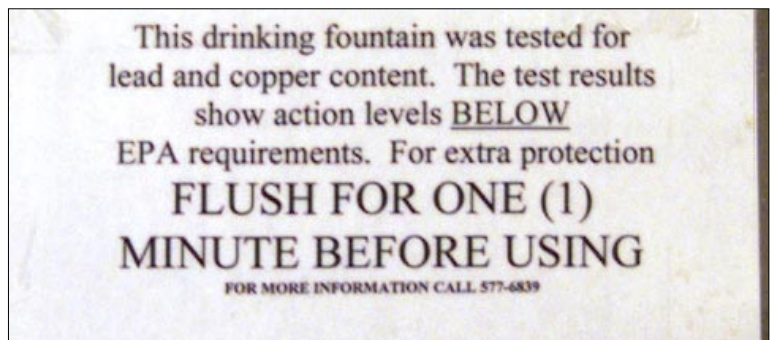 This drinking fountain was tested for
lead and copper content.  The test results
show action levels BELOW
EPA requirements.  For extra protection
FLUSH FOR ONE (1)
MINUTE BEFORE USING
FOR MORE INFORMATION CALL 577-6839